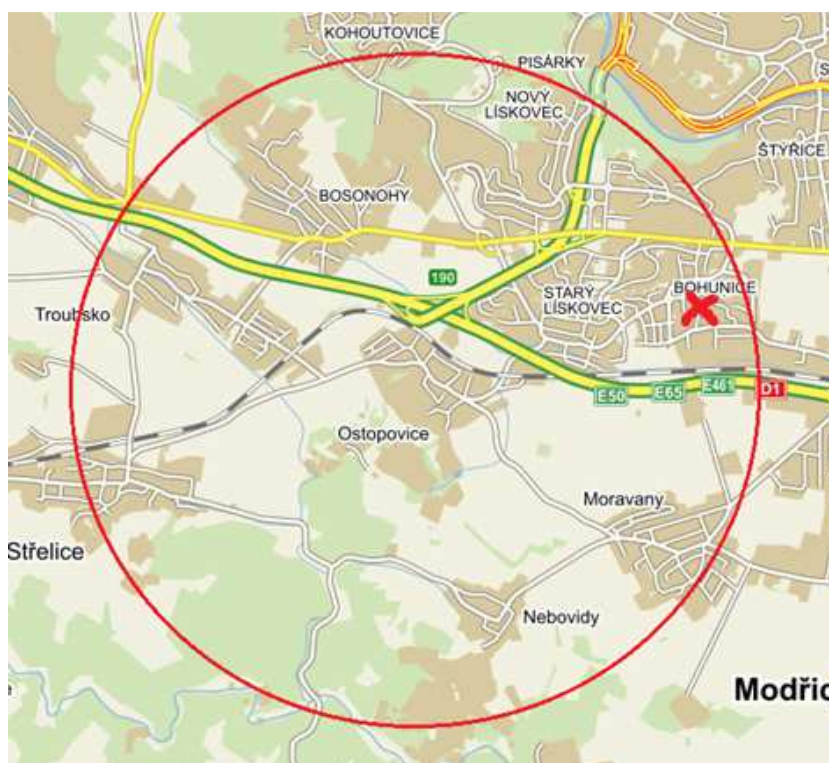 KOHOUTOVICE
PISÁRKY
NOVÝ
LÍSKOVEC
ŠTÝŘICE
BOSONOHY
190
BOHUNICE
STARÝ
LÍSKOVEC
Troubsko
E50
E65
E461
D1
Ostopovice
Moravany
Střelice
Nebovidy
Modřic